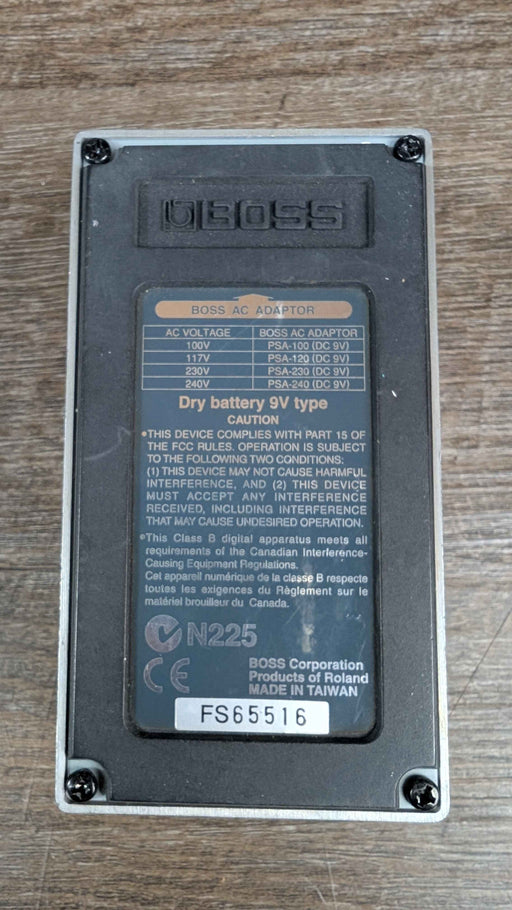 BOSS
BOSS AC ADAPTOR
AC VOLTAGE BOSS AC ADAPTOR
100V PSA-100 (DC 9V)
117V PSA-120 (DC 9V)
230V PSA-230 (DC 9V)
240V PSA-240 (DC 9V)
Dry battery 9V type
CAUTION
•THIS DEVICE COMPLIES WITH PART 15 OF
THE FCC RULES. OPERATION IS SUBJECT
TO THE FOLLOWING TWO CONDITIONS:
(1) THIS DEVICE MAY NOT CAUSE HARMFUL
INTERFERENCE, AND (2) THIS DEVICE
MUST ACCEPT ANY INTERFERENCE
RECEIVED, INCLUDING INTERFERENCE
THAT MAY CAUSE UNDESIRED OPERATION.
•This Class B digital apparatus meets all
requirements of the Canadian Interference-
Causing Equipment Regulations.
Cet appareil numérique de la classe B respecte
toutes les exigences du Règlement sur le
matériel brouilleur du Canada.
N225
CE
BOSS Corporation
Products of Roland
MADE IN TAIWAN
FS65516